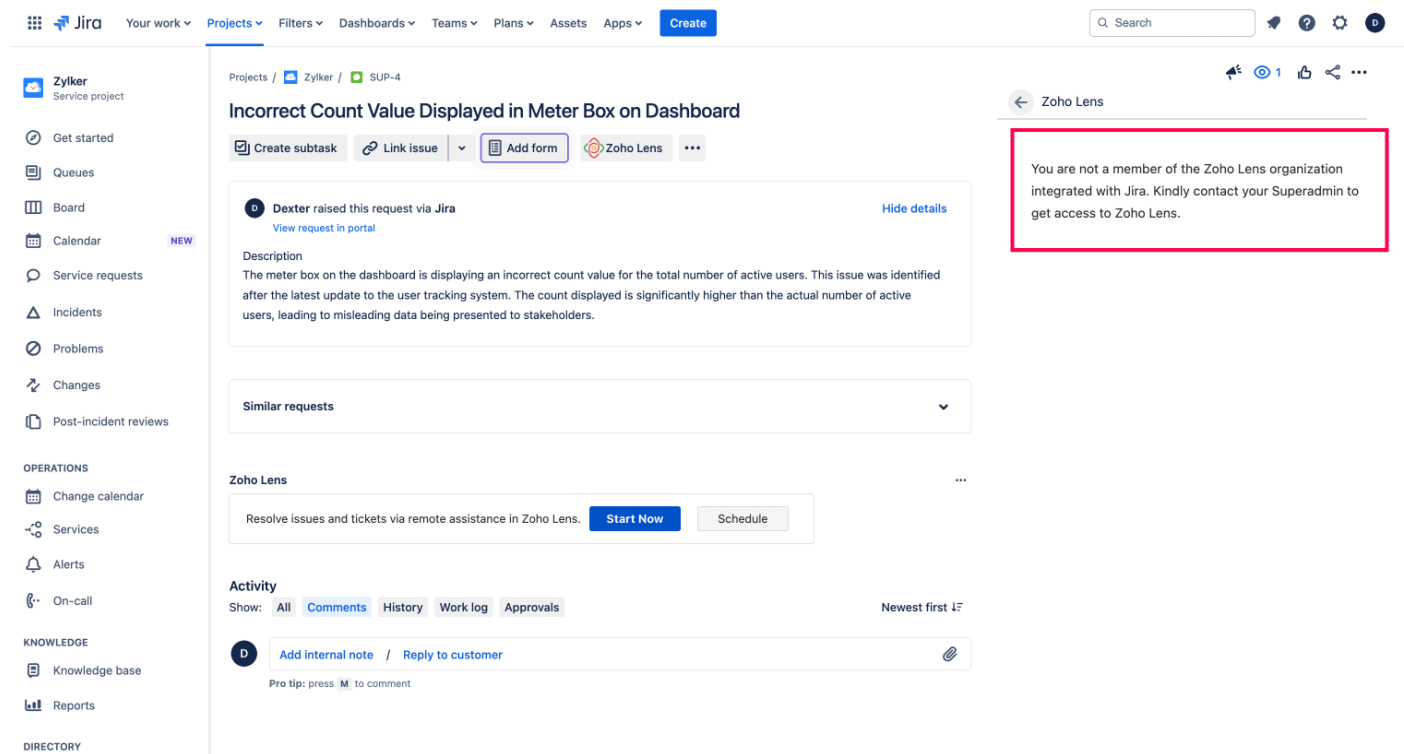 Jira Your work Projects Filters Dashboards Teams Plans Assets Apps Create Search D
Zylker
Service project
Get started
Queues
Board
Calendar NEW
Service requests
Incidents
Problems
Changes
Post-incident reviews
OPERATIONS
Change calendar
Services
Alerts
On-call
KNOWLEDGE
Knowledge base
Reports
DIRECTORY
Projects / Zylker / SUP-4
Incorrect Count Value Displayed in Meter Box on Dashboard
Create subtask Link issue Add form Zoho Lens
D Dexter raised this request via Jira Hide details
View request in portal
Description
The meter box on the dashboard is displaying an incorrect count value for the total number of active users. This issue was identified
after the latest update to the user tracking system. The count displayed is significantly higher than the actual number of active
users, leading to misleading data being presented to stakeholders.
Similar requests
Zoho Lens
Resolve issues and tickets via remote assistance in Zoho Lens. Start Now Schedule
Activity
Show: All Comments History Work log Approvals Newest first
D Add internal note / Reply to customer
Pro tip: press M to comment
1
Zoho Lens
You are not a member of the Zoho Lens organization
integrated with Jira. Kindly contact your Superadmin to
get access to Zoho Lens.